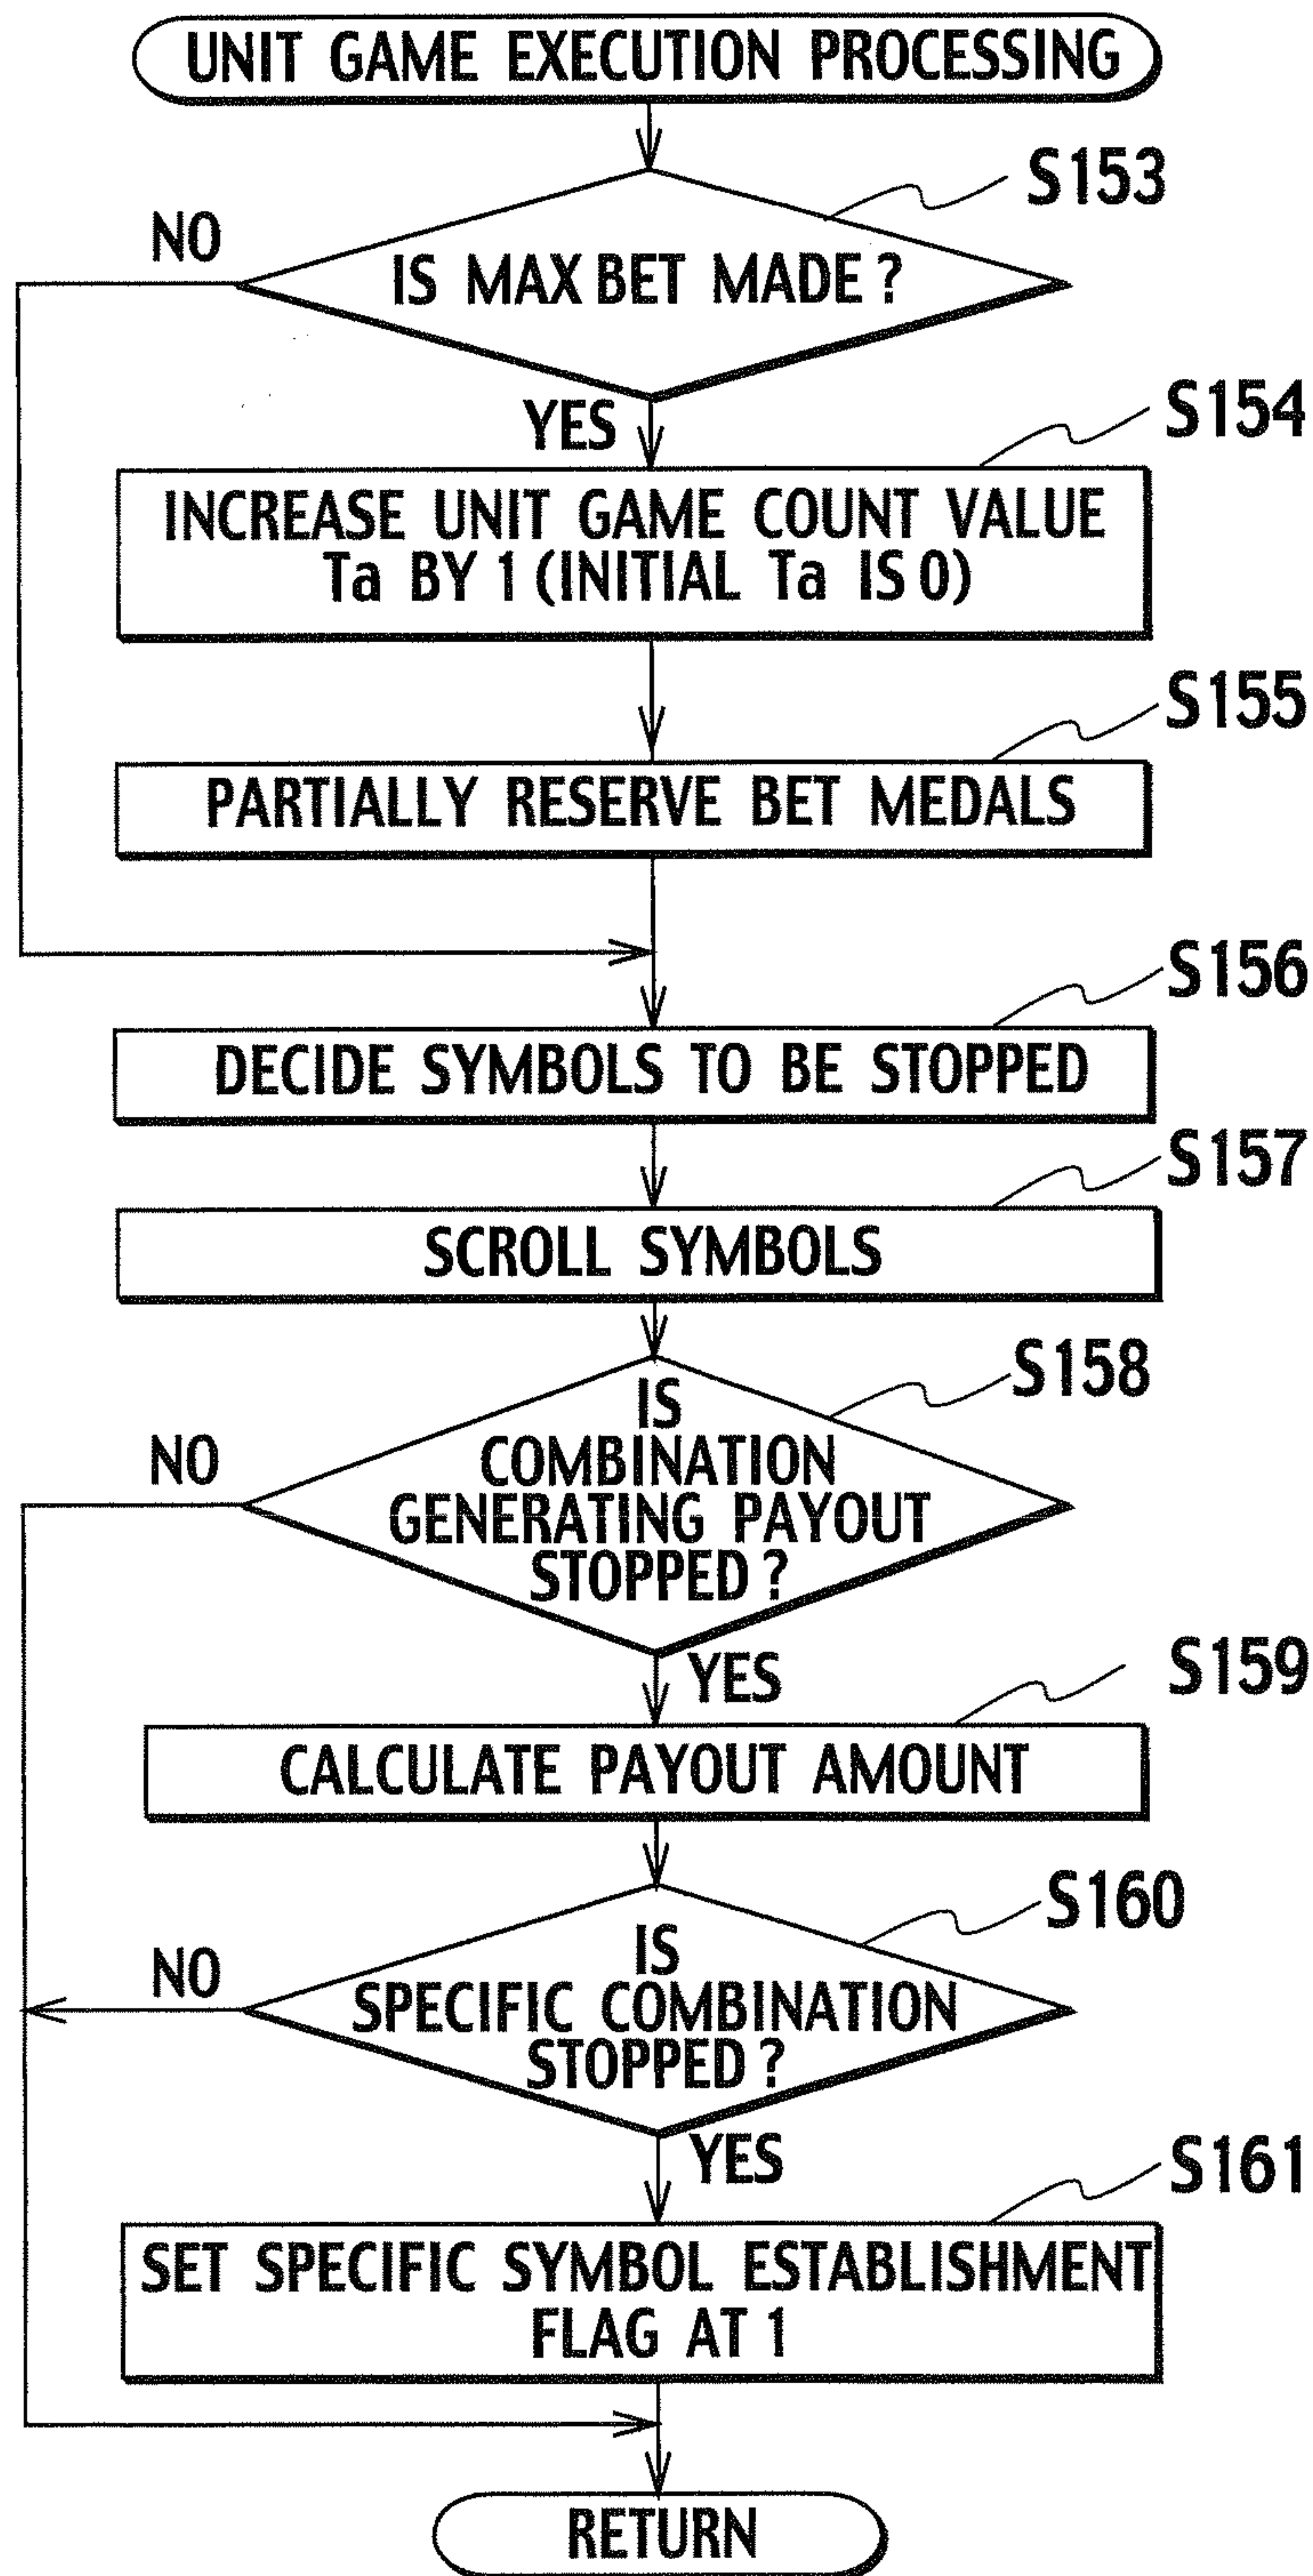 UNIT GAME EXECUTION PROCESSING
S153
NO
IS MAX BET MADE ?
YES
S154
INCREASE UNIT GAME COUNT VALUE
Ta BY 1 (INITIAL Ta IS 0)
S155
PARTIALLY RESERVE BET MEDALS
S156
DECIDE SYMBOLS TO BE STOPPED
S157
SCROLL SYMBOLS
S158
IS
NO
COMBINATION
GENERATING PAYOUT
STOPPED ?
YES
S159
CALCULATE PAYOUT AMOUNT
S160
IS
NO
SPECIFIC COMBINATION
STOPPED ?
YES
S161
SET SPECIFIC SYMBOL ESTABLISHMENT
FLAG AT 1
RETURN